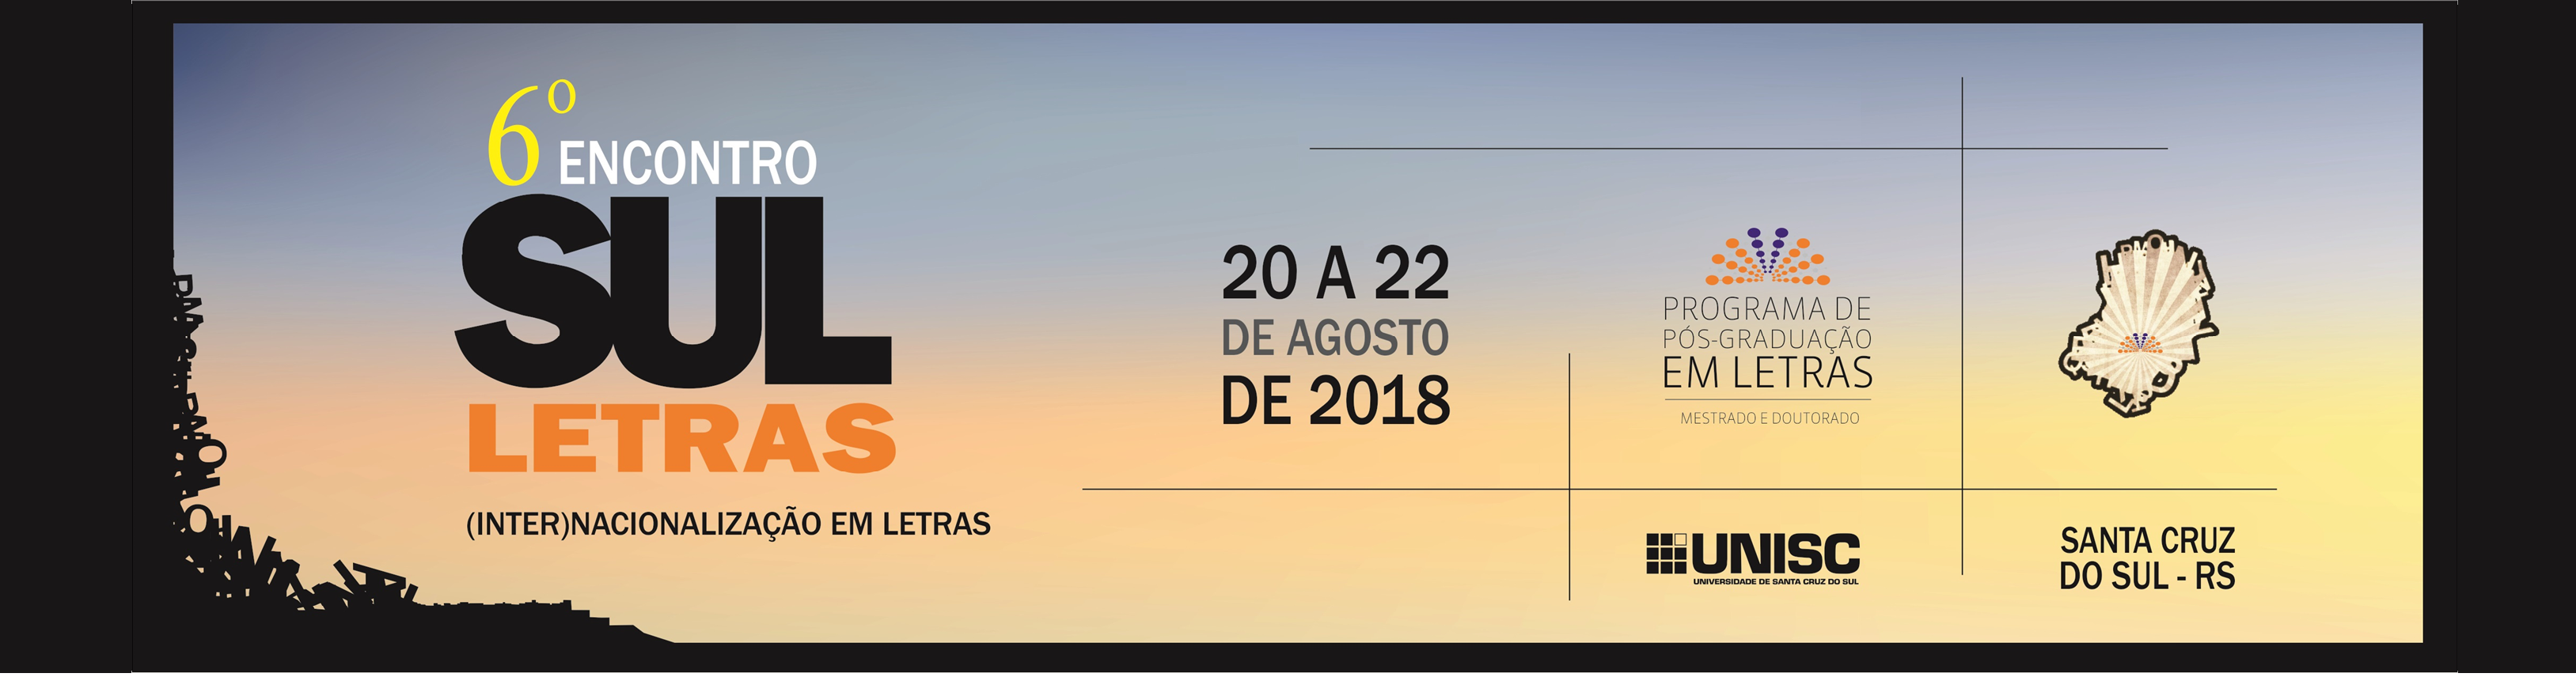 6º ENCONTRO
SUL
LETRAS
(INTER)NACIONALIZAÇÃO EM LETRAS
20 A 22
DE AGOSTO
DE 2018
PROGRAMA DE
PÓS-GRADUAÇÃO
EM LETRAS
MESTRADO E DOUTORADO
UNISC
UNIVERSIDADE DE SANTA CRUZ DO SUL
SANTA CRUZ
DO SUL - RS